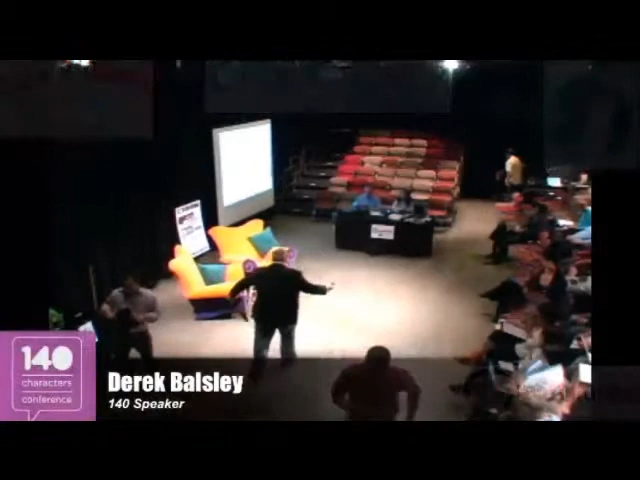 140
characters
conference
Derek Balsley
140 Speaker